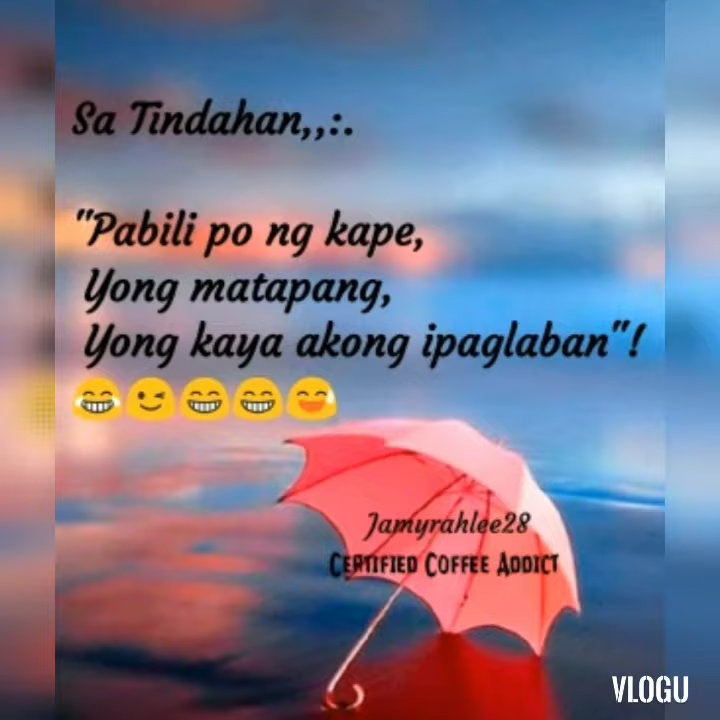 Sa Tindahan,,:.
"Pabili po ng kape,
Yong matapang,
Yong kaya akong ipaglaban"!
😂😉😁😁😅
Jamyrahlee28
CERTIFIED COFFEE ADDICT
VLOGU